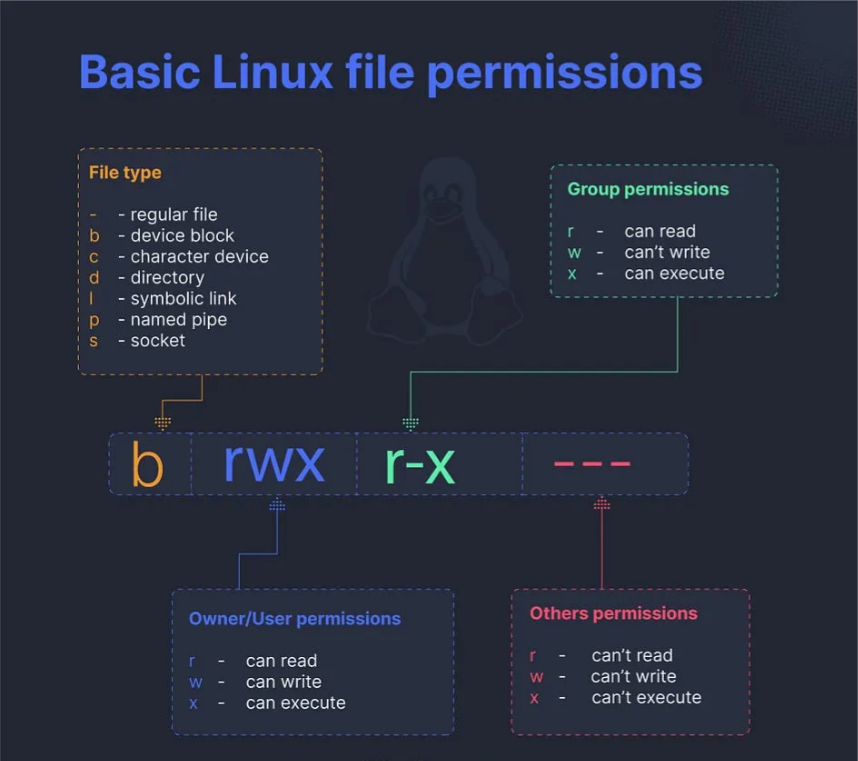 Basic Linux file permissions
File type
- - regular file
b - device block
c - character device
d - directory
l - symbolic link
p - named pipe
s - socket
Group permissions
r - can read
w - can’t write
x - can execute
b rwx r-x ---
Owner/User permissions
r - can read
w - can write
x - can execute
Others permissions
r - can’t read
w - can’t write
x - can’t execute